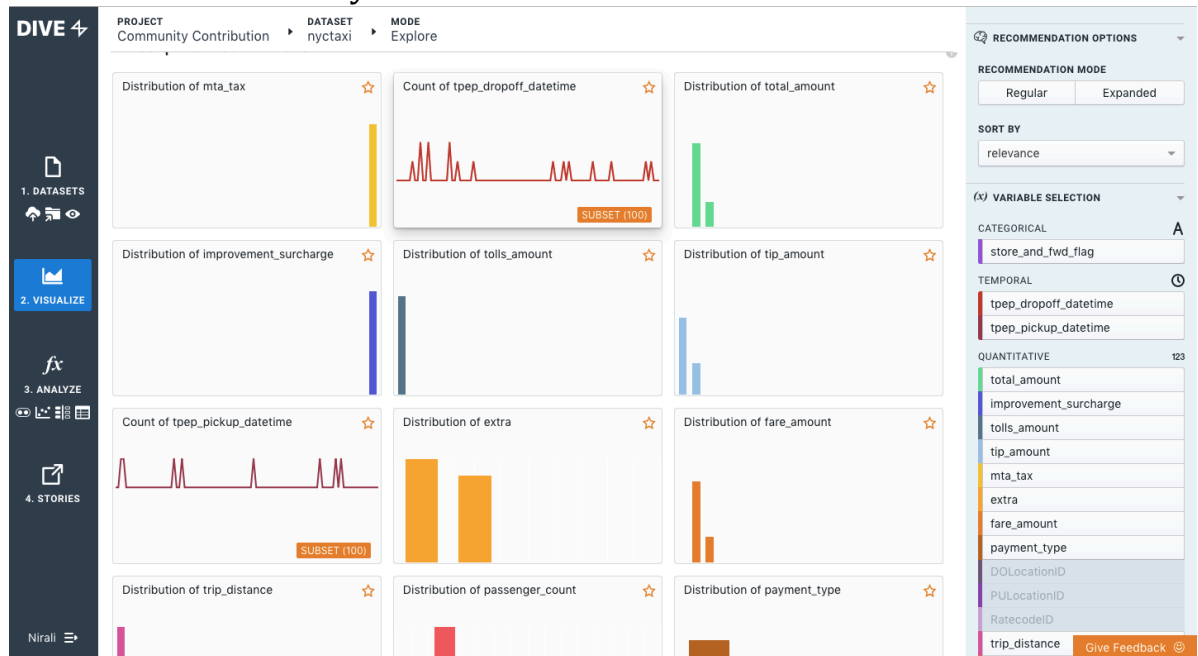 DIVE
PROJECT
Community Contribution
DATASET
nyctaxi
MODE
Explore
1. DATASETS
2. VISUALIZE
fx
3. ANALYZE
4. STORIES
Nirali
Distribution of mta_tax
Count of tpep_dropoff_datetime
SUBSET (100)
Distribution of total_amount
Distribution of improvement_surcharge
Distribution of tolls_amount
Distribution of tip_amount
Count of tpep_pickup_datetime
SUBSET (100)
Distribution of extra
Distribution of fare_amount
Distribution of trip_distance
Distribution of passenger_count
Distribution of payment_type
RECOMMENDATION OPTIONS
RECOMMENDATION MODE
Regular
Expanded
SORT BY
relevance
(x) VARIABLE SELECTION
CATEGORICAL A
store_and_fwd_flag
TEMPORAL
tpep_dropoff_datetime
tpep_pickup_datetime
QUANTITATIVE 123
total_amount
improvement_surcharge
tolls_amount
tip_amount
mta_tax
extra
fare_amount
payment_type
DOLocationID
PULocationID
RatecodeID
trip_distance
Give Feedback